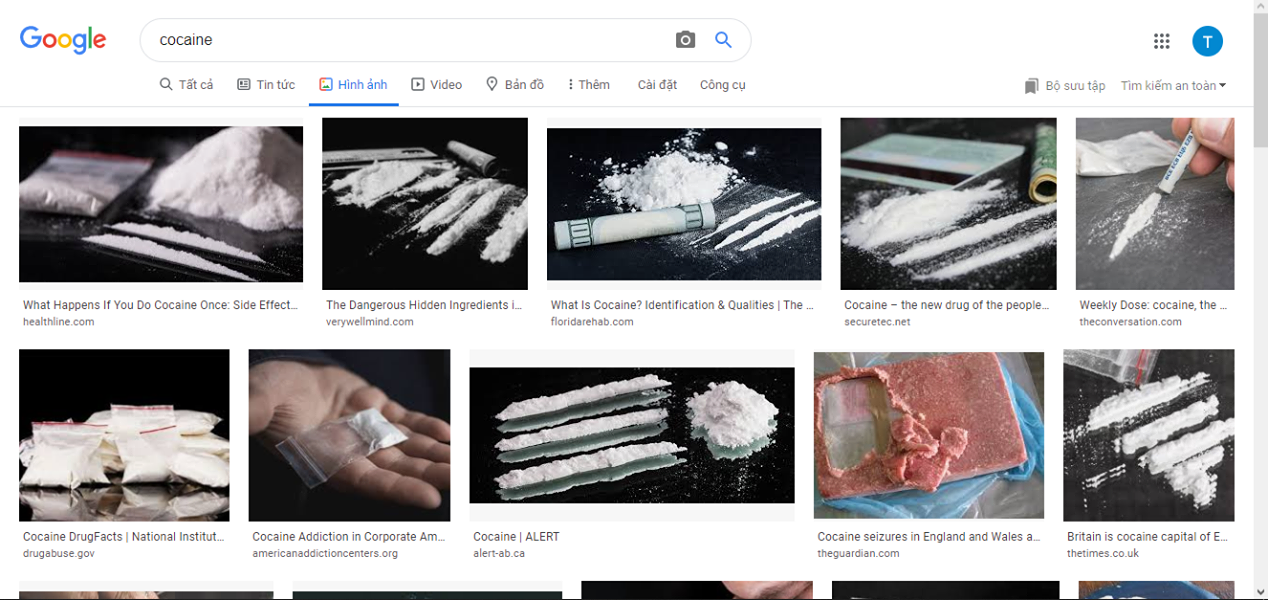 Google
cocaine
T
Tất cả
Tin tức
Hình ảnh
Video
Bản đồ
Thêm
Cài đặt
Công cụ
Bộ sưu tập
Tìm kiếm an toàn
What Happens If You Do Cocaine Once: Side Effect...
healthline.com
The Dangerous Hidden Ingredients i...
verywellmind.com
What Is Cocaine? Identification & Qualities | The ...
floridarehab.com
Cocaine – the new drug of the people...
securetec.net
Weekly Dose: cocaine, the ...
theconversation.com
Cocaine DrugFacts | National Institut...
drugabuse.gov
Cocaine Addiction in Corporate Am...
americanaddictioncenters.org
Cocaine | ALERT
alert-ab.ca
Cocaine seizures in England and Wales a...
theguardian.com
Britain is cocaine capital of E...
thetimes.co.uk